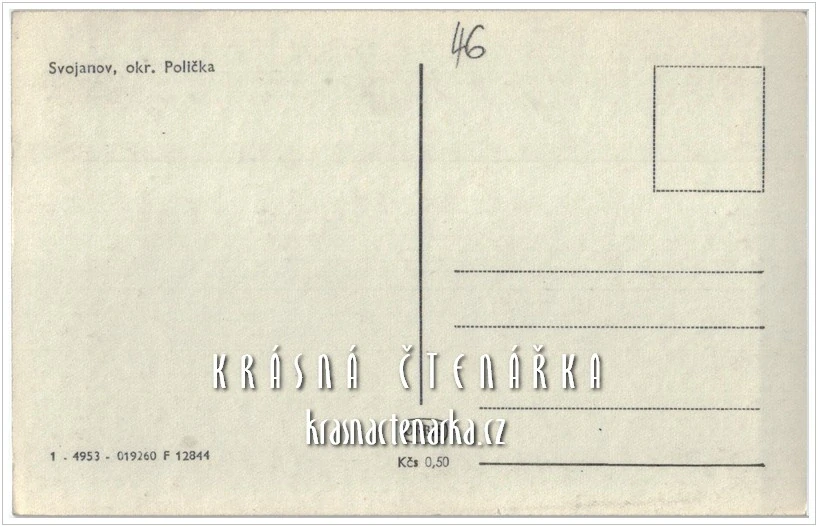 46
Svojanov, okr. Polička
KRÁSNÁ ČTENÁŘKA
krasnactenarka.cz
1 - 4953 - 019260 F 12844
Kčs 0,50